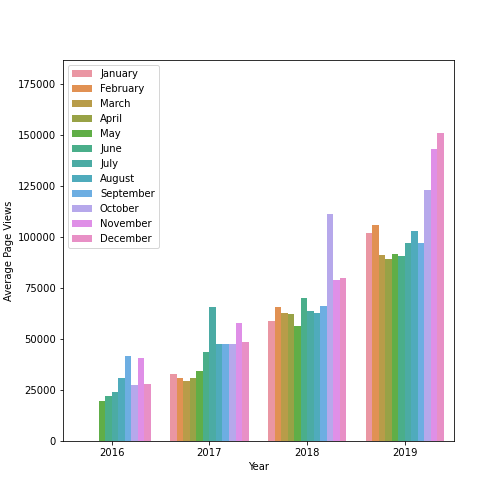 175000
150000
125000
100000
75000
50000
25000
0
Average Page Views
January
February
March
April
May
June
July
August
September
October
November
December
2016 2017 2018 2019
Year